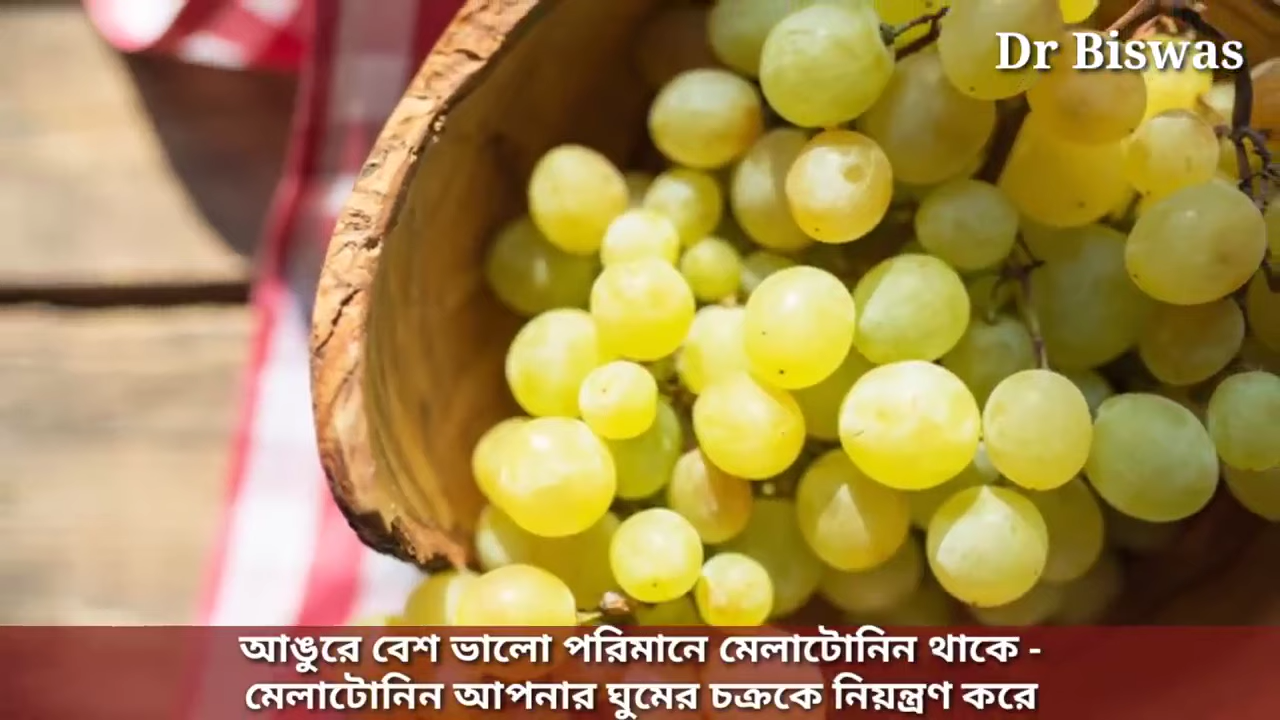 Dr Biswas
আঙুরে বেশ ভালো পরিমানে মেলাটোনিন থাকে -
মেলাটোনিন আপনার ঘুমের চক্রকে নিয়ন্ত্রণ করে